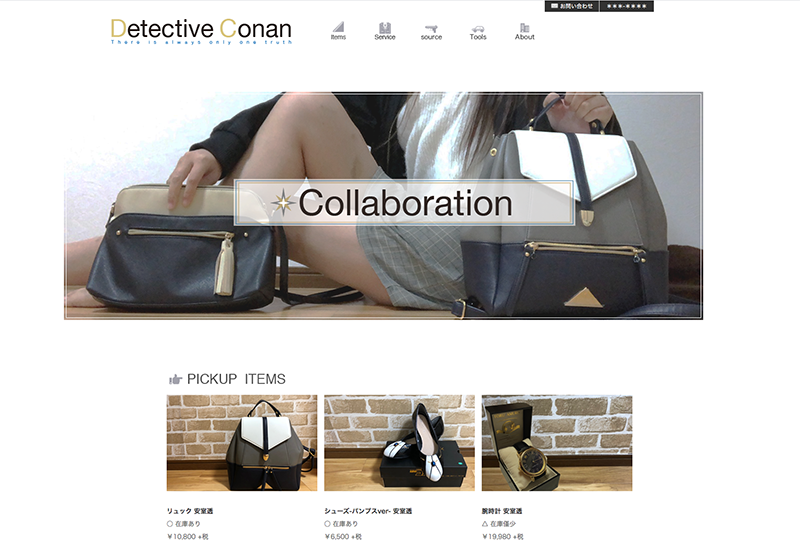 お問い合わせ ***-****
Detective Conan
There is always only one truth
Items Service source Tools About
Collaboration
PICKUP ITEMS
リュック 安室透 シューズ-パンプスver- 安室透 腕時計 安室透
〇 在庫あり 〇 在庫あり △ 在庫僅少
￥10,800 +税 ￥6,500 +税 ￥19,980 +税